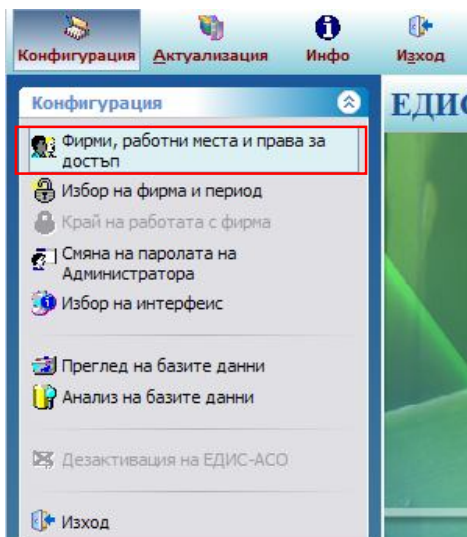 Конфигурация Актуализация Инфо Изход
Конфигурация
Фирми, работни места и права за
достъп
Избор на фирма и период
Край на работата с фирма
Смяна на паролата на
Администратора
Избор на интерфейс
Преглед на базите данни
Анализ на базите данни
Дезактивация на ЕДИС-АСО
Изход